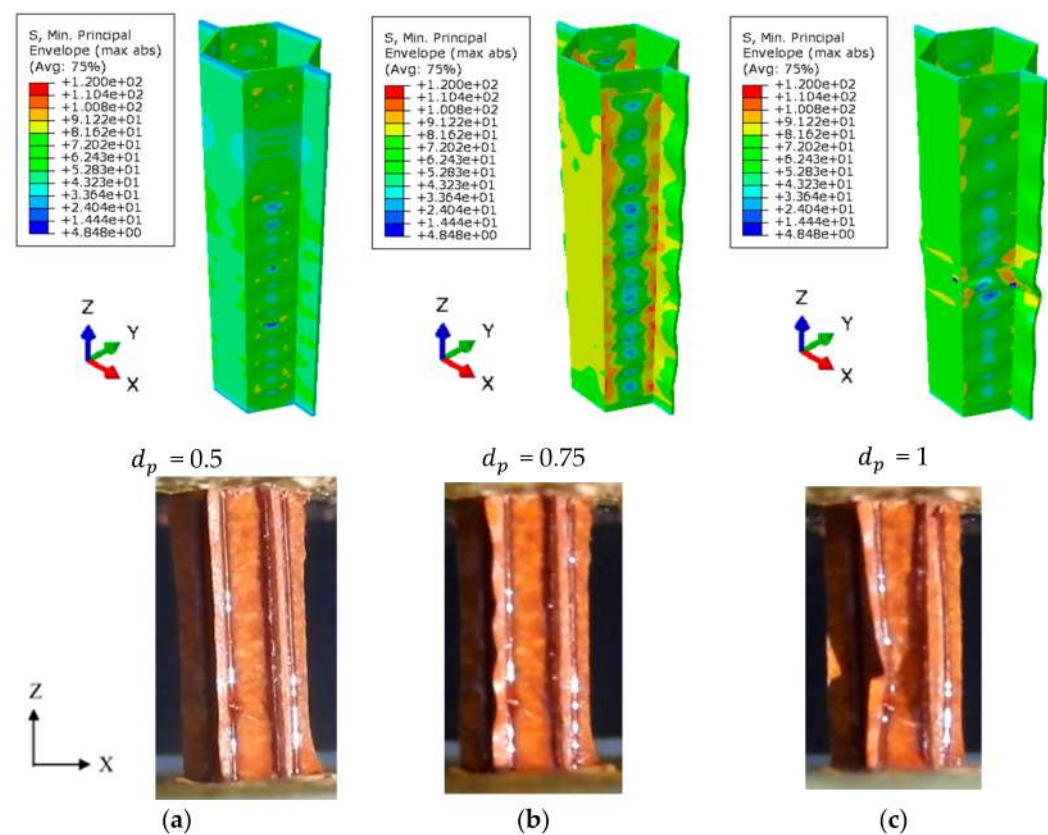 S, Min. Principal
Envelope (max abs)
(Avg: 75%)
+1.200e+02
+1.104e+02
+1.008e+02
+9.122e+01
+8.162e+01
+7.202e+01
+6.243e+01
+5.283e+01
+4.323e+01
+3.364e+01
+2.404e+01
+1.444e+01
+4.848e+00
Z
Y
X
S, Min. Principal
Envelope (max abs)
(Avg: 75%)
+1.200e+02
+1.104e+02
+1.008e+02
+9.122e+01
+8.162e+01
+7.202e+01
+6.243e+01
+5.283e+01
+4.323e+01
+3.364e+01
+2.404e+01
+1.444e+01
+4.848e+00
Z
Y
X
S, Min. Principal
Envelope (max abs)
(Avg: 75%)
+1.200e+02
+1.104e+02
+1.008e+02
+9.122e+01
+8.162e+01
+7.202e+01
+6.243e+01
+5.283e+01
+4.323e+01
+3.364e+01
+2.404e+01
+1.444e+01
+4.848e+00
Z
Y
X
dp = 0.5
dp = 0.75
dp = 1
Z
X
(a)
(b)
(c)